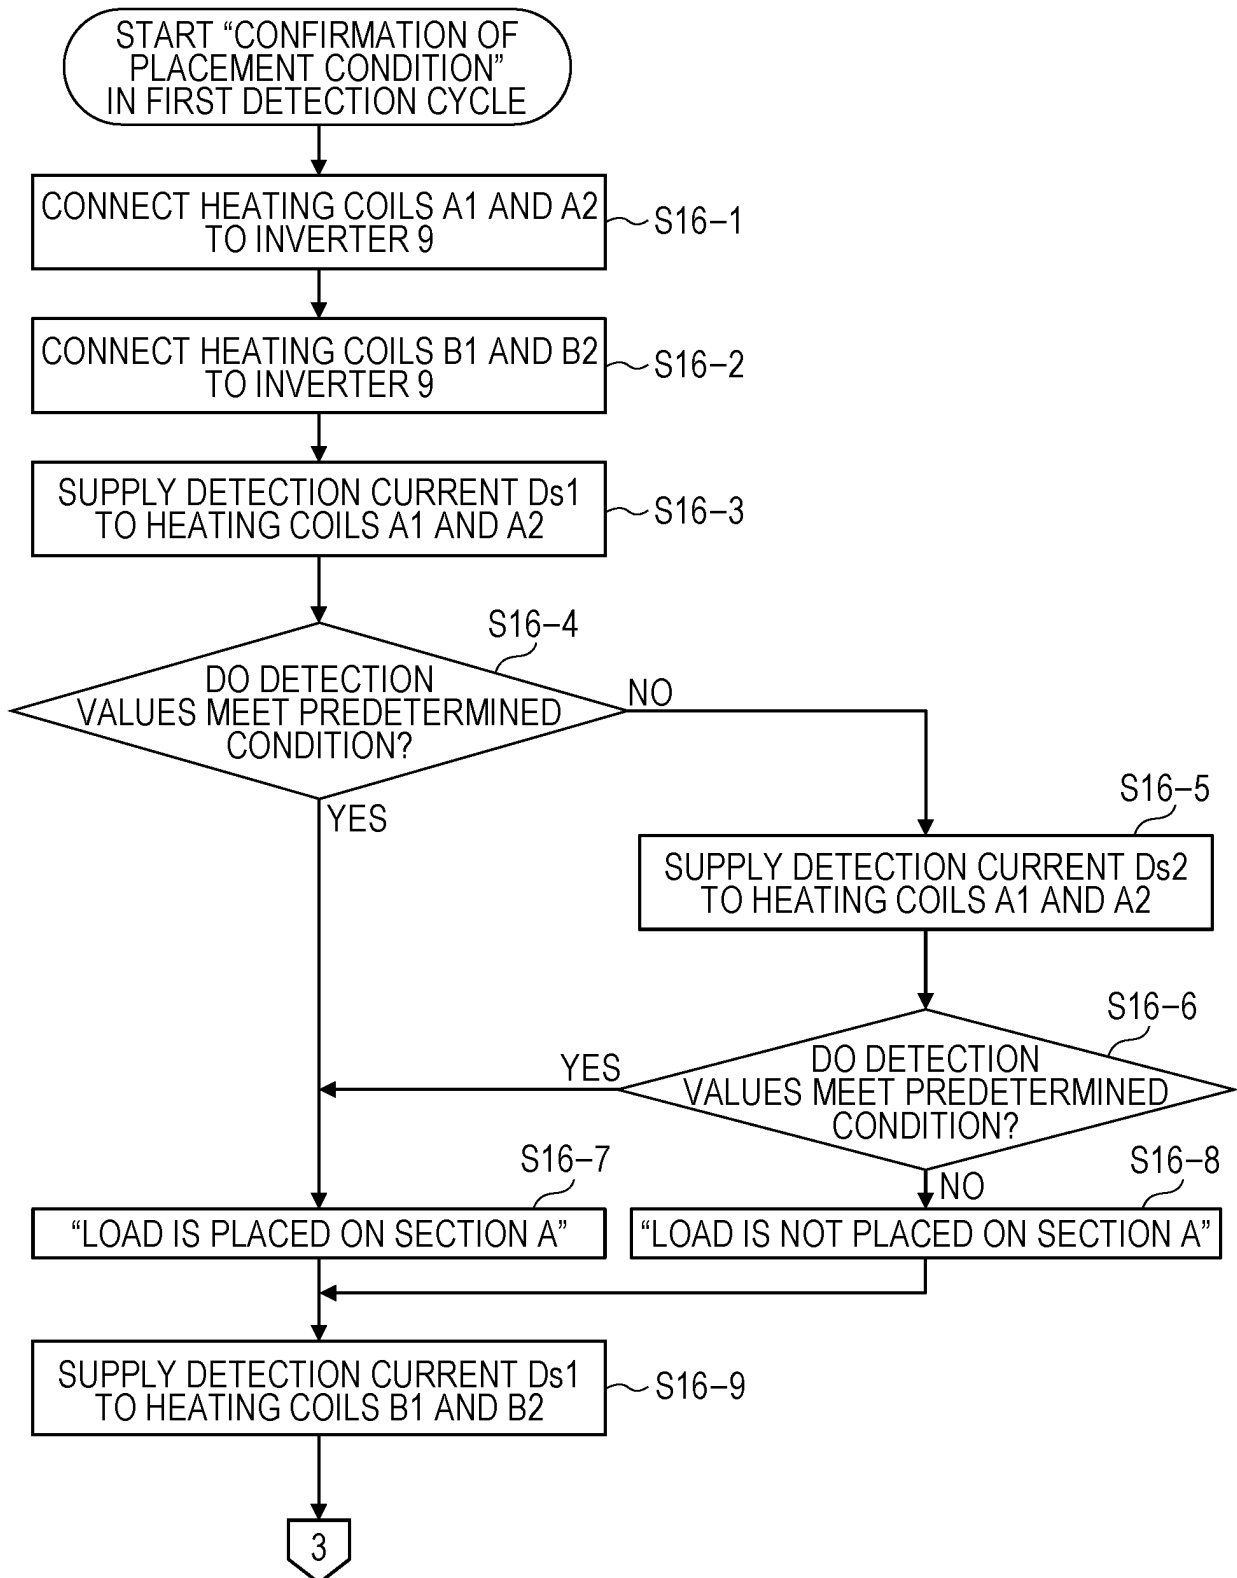 START “CONFIRMATION OF
PLACEMENT CONDITION”
IN FIRST DETECTION CYCLE
CONNECT HEATING COILS A1 AND A2
TO INVERTER 9
S16–1
CONNECT HEATING COILS B1 AND B2
TO INVERTER 9
S16–2
SUPPLY DETECTION CURRENT Ds1
TO HEATING COILS A1 AND A2
S16–3
S16–4
DO DETECTION
VALUES MEET PREDETERMINED
CONDITION?
NO
YES
S16–5
SUPPLY DETECTION CURRENT Ds2
TO HEATING COILS A1 AND A2
S16–6
DO DETECTION
VALUES MEET PREDETERMINED
CONDITION?
YES
NO
S16–7
“LOAD IS PLACED ON SECTION A”
S16–8
“LOAD IS NOT PLACED ON SECTION A”
SUPPLY DETECTION CURRENT Ds1
TO HEATING COILS B1 AND B2
S16–9
3